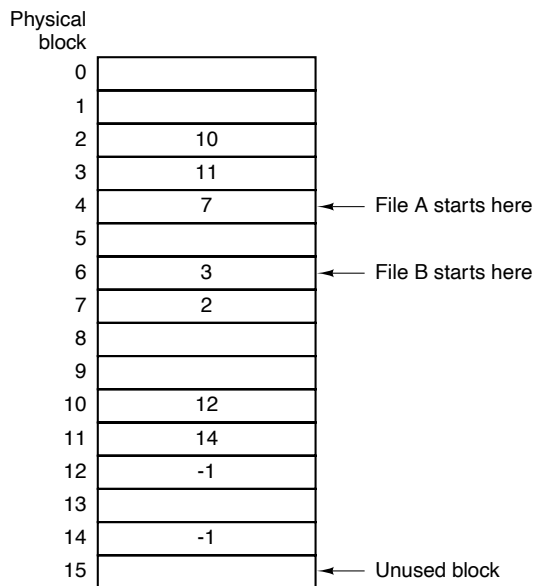 Physical
block
0
1
2 10
3 11
4 7 File A starts here
5
6 3 File B starts here
7 2
8
9
10 12
11 14
12 -1
13
14 -1
15 Unused block